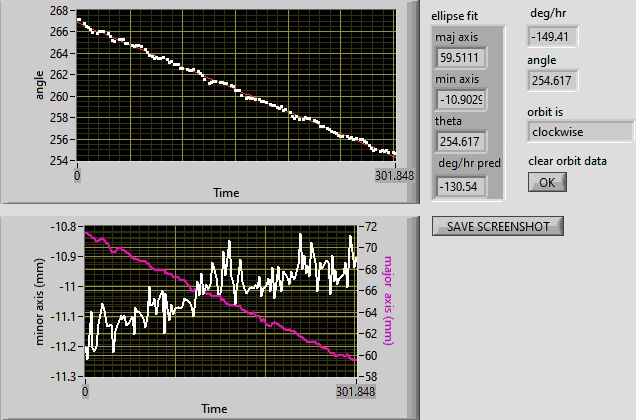 268
266
264
262
260
258
256
254
angle
0
301.848
Time
ellipse fit
maj axis
59.5111
min axis
-10.9029
theta
254.617
deg/hr pred
-130.54
deg/hr
-149.41
angle
254.617
orbit is
clockwise
clear orbit data
OK
SAVE SCREENSHOT
-10.8
-10.9
-11
-11.1
-11.2
-11.3
minor axis (mm)
72
70
68
66
64
62
60
58
major axis (mm)
0
301.848
Time